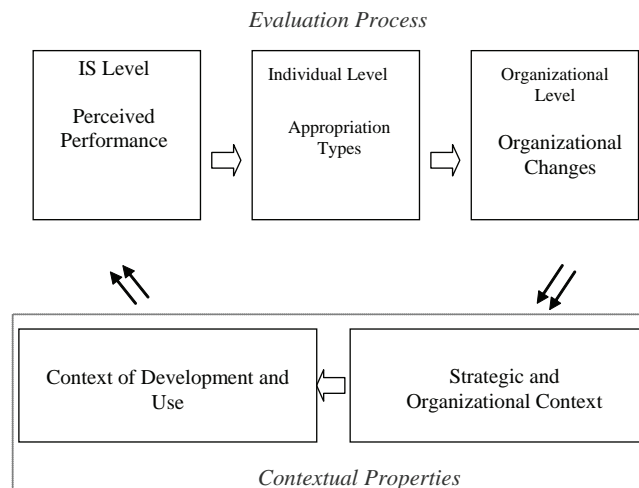 Evaluation Process
IS Level
Perceived
Performance
Individual Level
Appropriation
Types
Organizational
Level
Organizational
Changes
Context of Development and
Use
Strategic and
Organizational Context
Contextual Properties